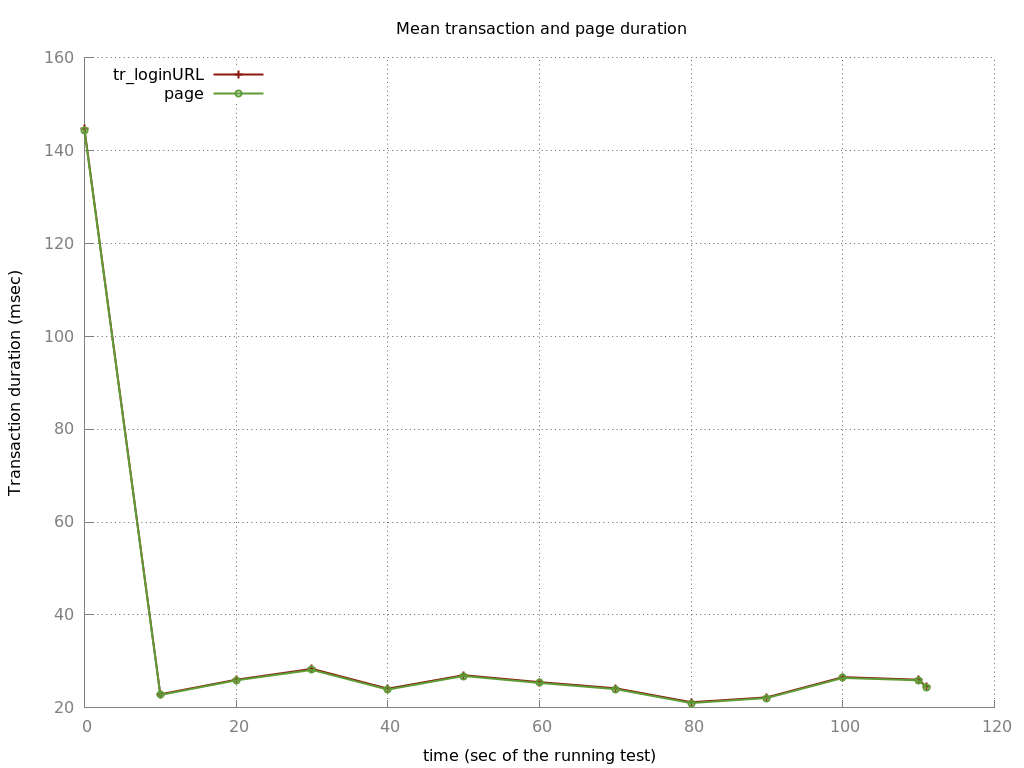 Mean transaction and page duration
160
140
120
100
80
60
40
20
tr_loginURL
page
Transaction duration (msec)
0 20 40 60 80 100 120
time (sec of the running test)